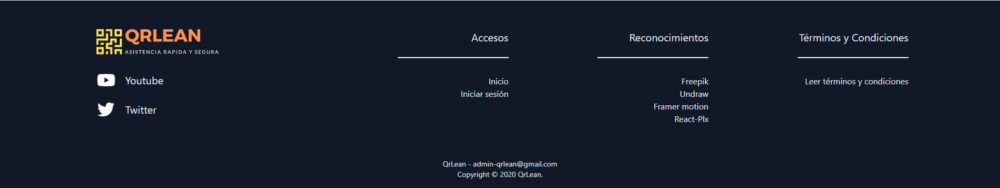 QRLEAN
ASISTENCIA RAPIDA Y SEGURA
Youtube
Twitter
Accesos
Inicio
Iniciar sesión
Reconocimientos
Freepik
Undraw
Framer motion
React-Plx
Términos y Condiciones
Leer términos y condiciones
QrLean - admin-qrlean@gmail.com
Copyright © 2020 QrLean.